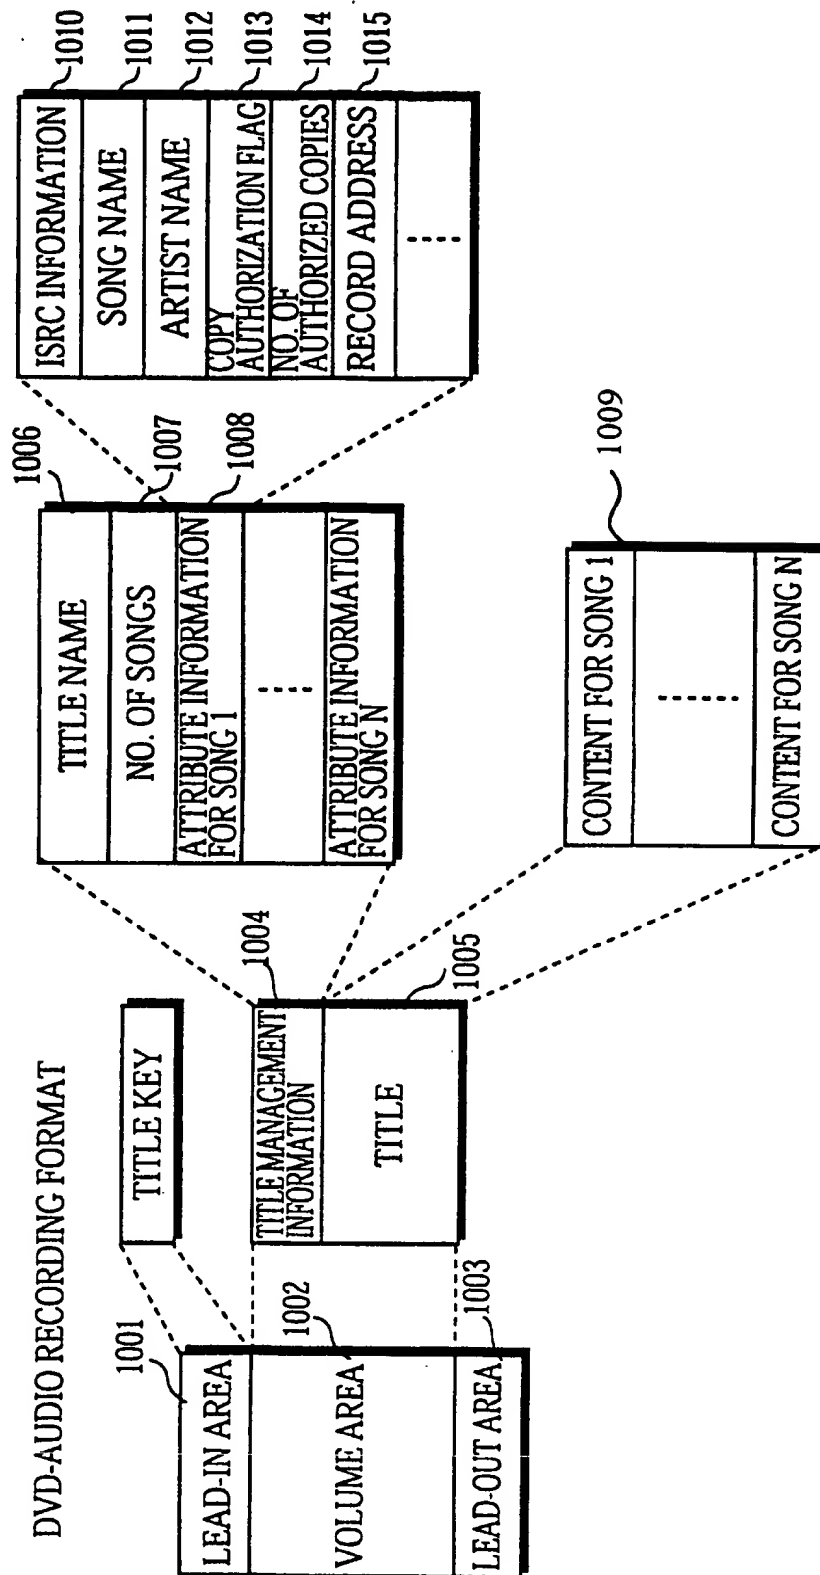 DVD-AUDIO RECORDING FORMAT
1001
LEAD-IN AREA
VOLUME AREA
1002
LEAD-OUT AREA
1003
TITLE KEY
TITLE MANAGEMENT
INFORMATION
1004
TITLE
1005
1006
TITLE NAME
1007
NO. OF SONGS
1008
ATTRIBUTE INFORMATION
FOR SONG 1
ATTRIBUTE INFORMATION
FOR SONG N
1009
CONTENT FOR SONG 1
CONTENT FOR SONG N
ISRC INFORMATION
1010
SONG NAME
1011
ARTIST NAME
1012
COPY
AUTHORIZATION FLAG
1013
NO. OF
AUTHORIZED COPIES
1014
RECORD ADDRESS
1015